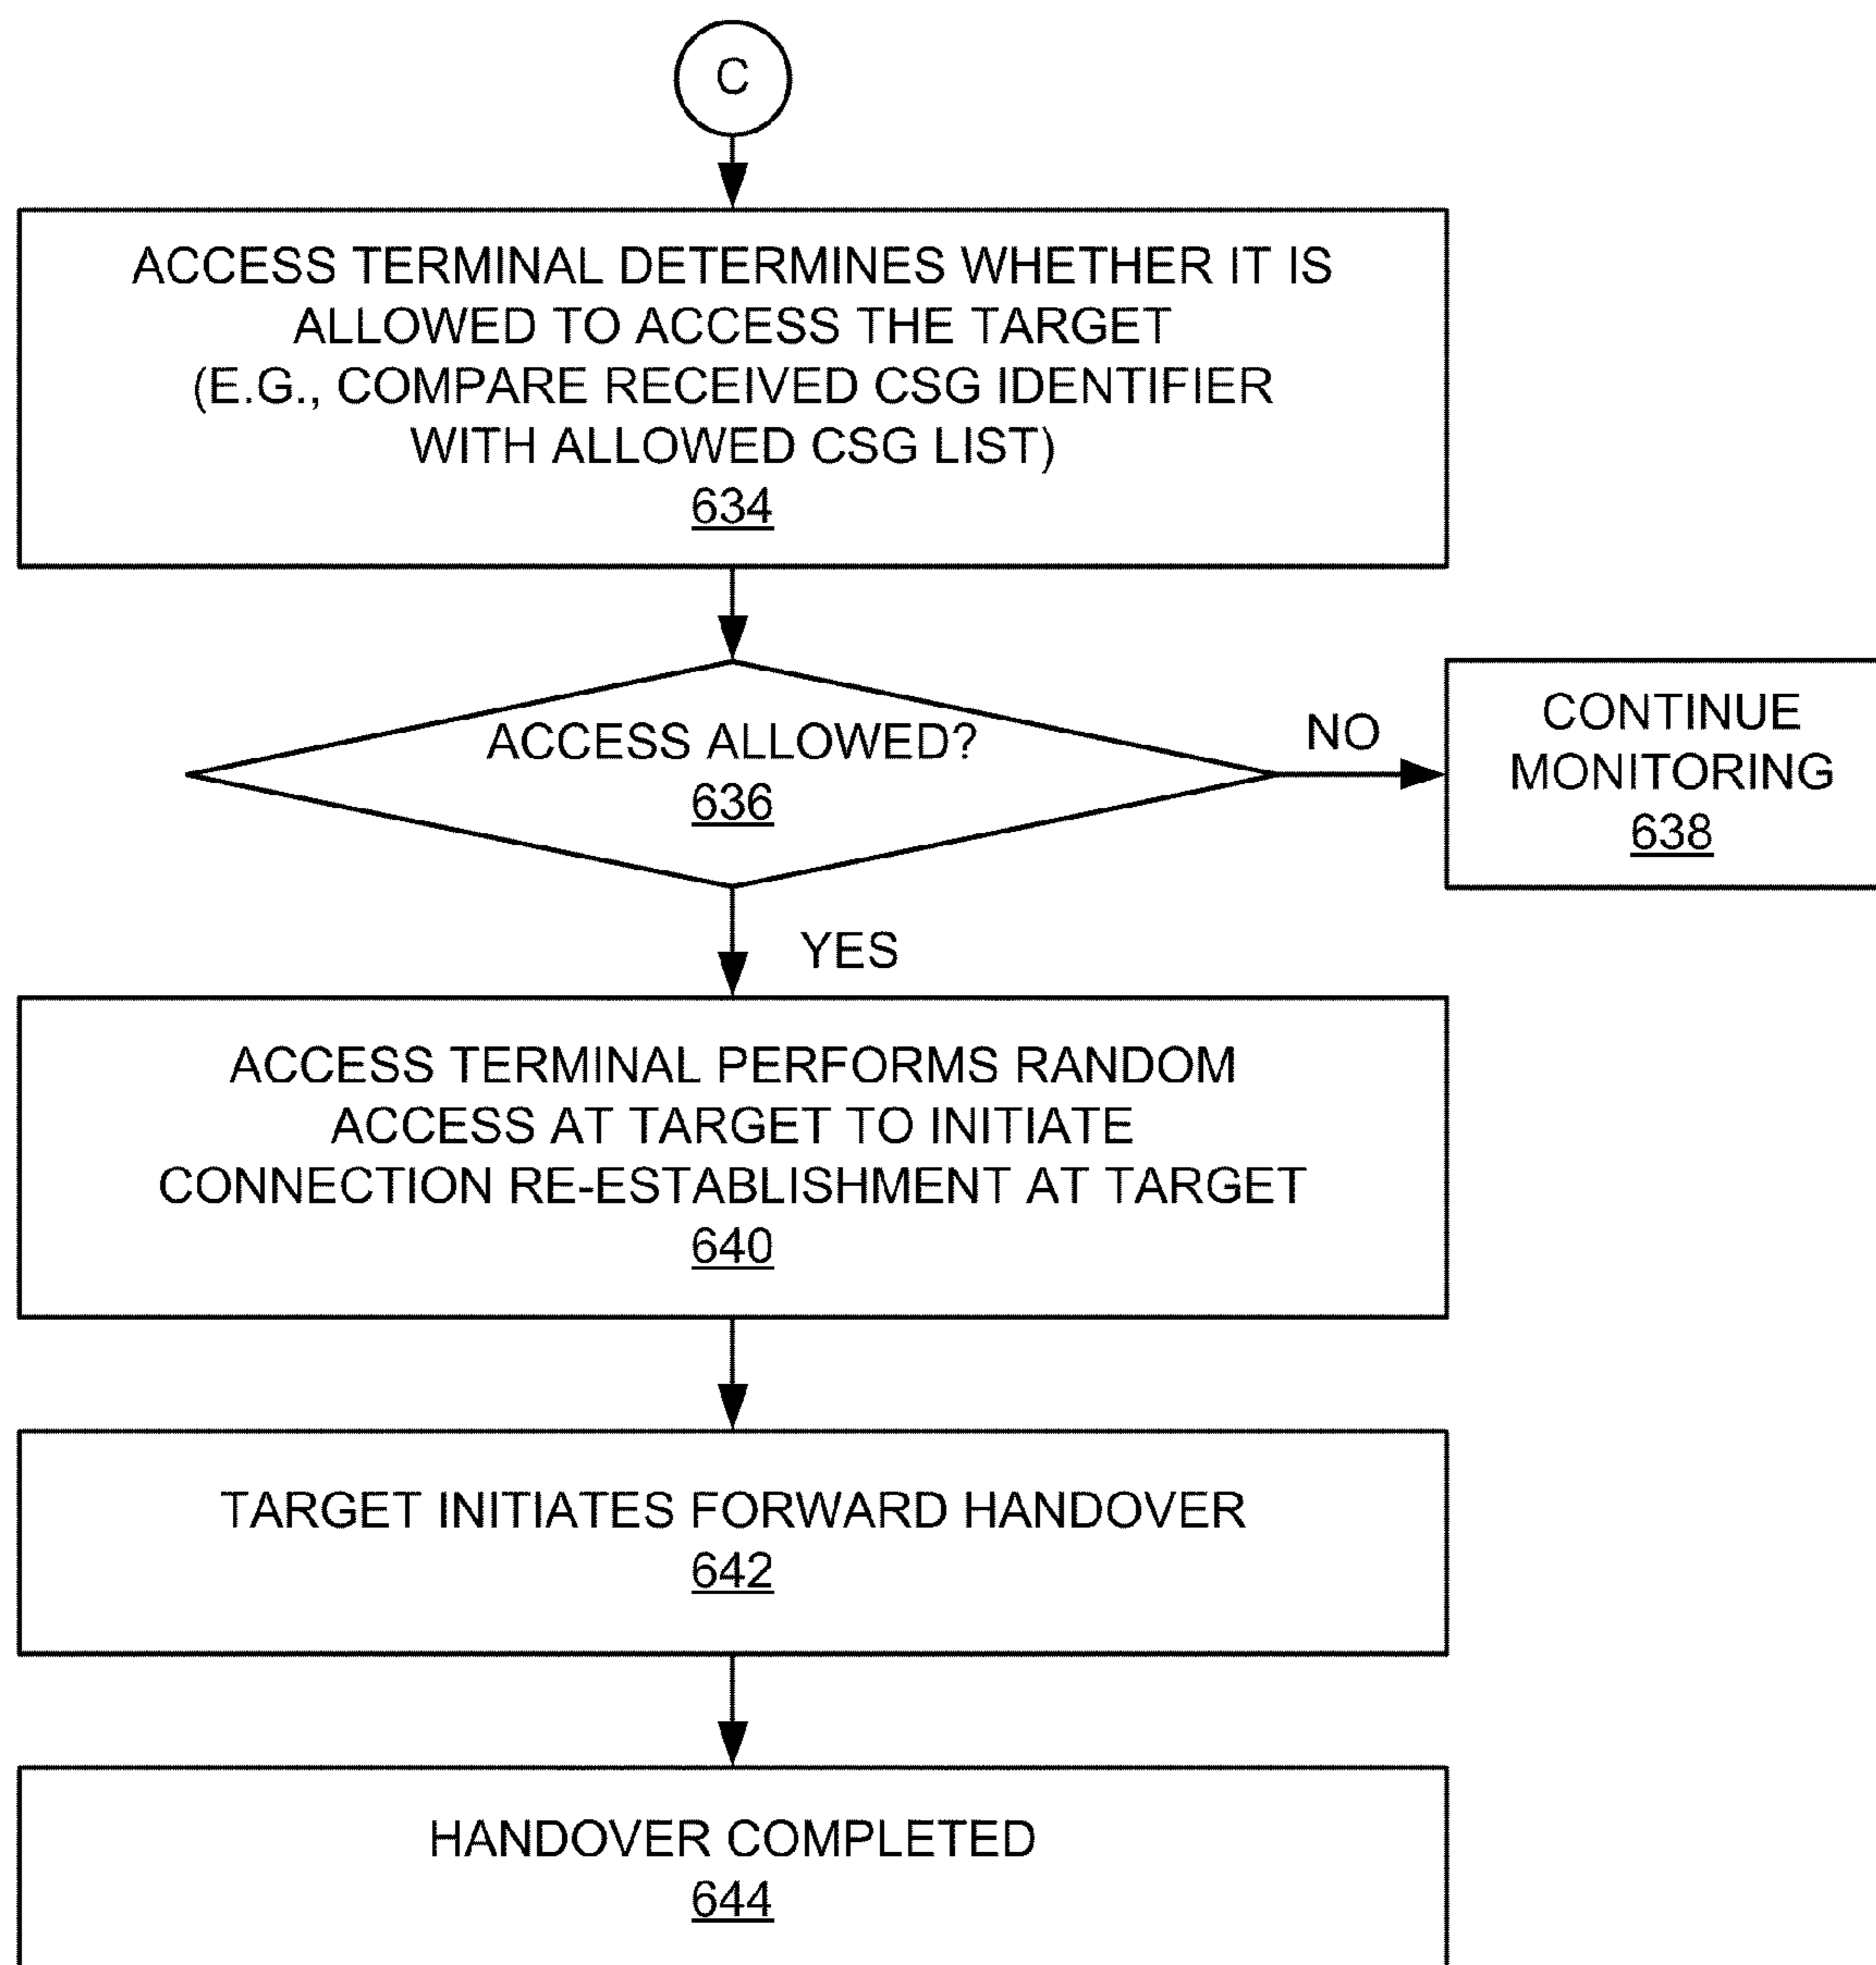 C
ACCESS TERMINAL DETERMINES WHETHER IT IS
ALLOWED TO ACCESS THE TARGET
(E.G., COMPARE RECEIVED CSG IDENTIFIER
WITH ALLOWED CSG LIST)
634
ACCESS ALLOWED?
636
NO
CONTINUE
MONITORING
638
YES
ACCESS TERMINAL PERFORMS RANDOM
ACCESS AT TARGET TO INITIATE
CONNECTION RE-ESTABLISHMENT AT TARGET
640
TARGET INITIATES FORWARD HANDOVER
642
HANDOVER COMPLETED
644